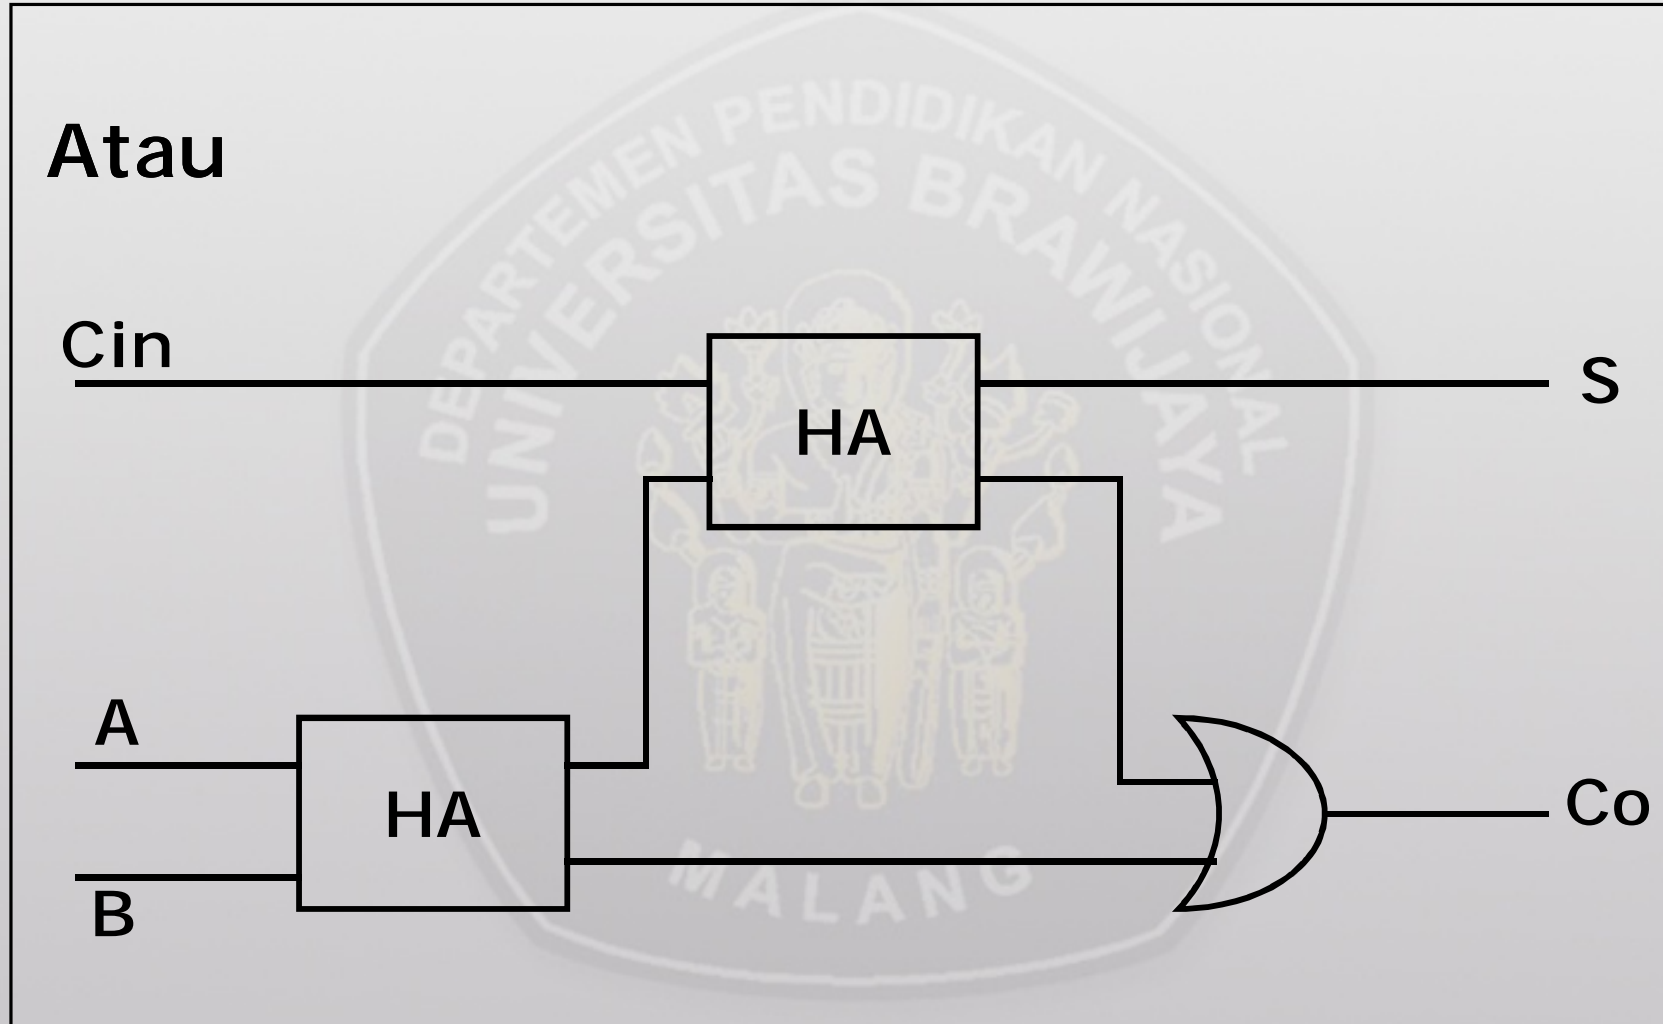 DEPARTEMEN PENDIDIKAN NASIONAL
UNIVERSITAS BRAWIJAYA
Atau
Cin
HA
S
A
HA
B
Co
MALANG